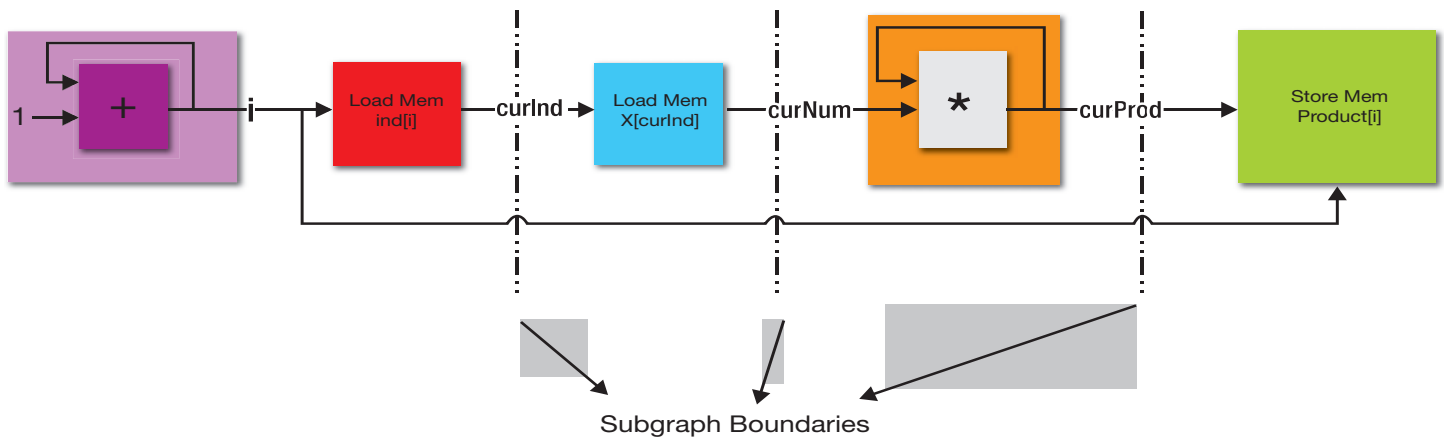 1
+
i
Load Mem
ind[i]
curInd
Load Mem
X[curInd]
curNum
*
curProd
Store Mem
Product[i]
Subgraph Boundaries